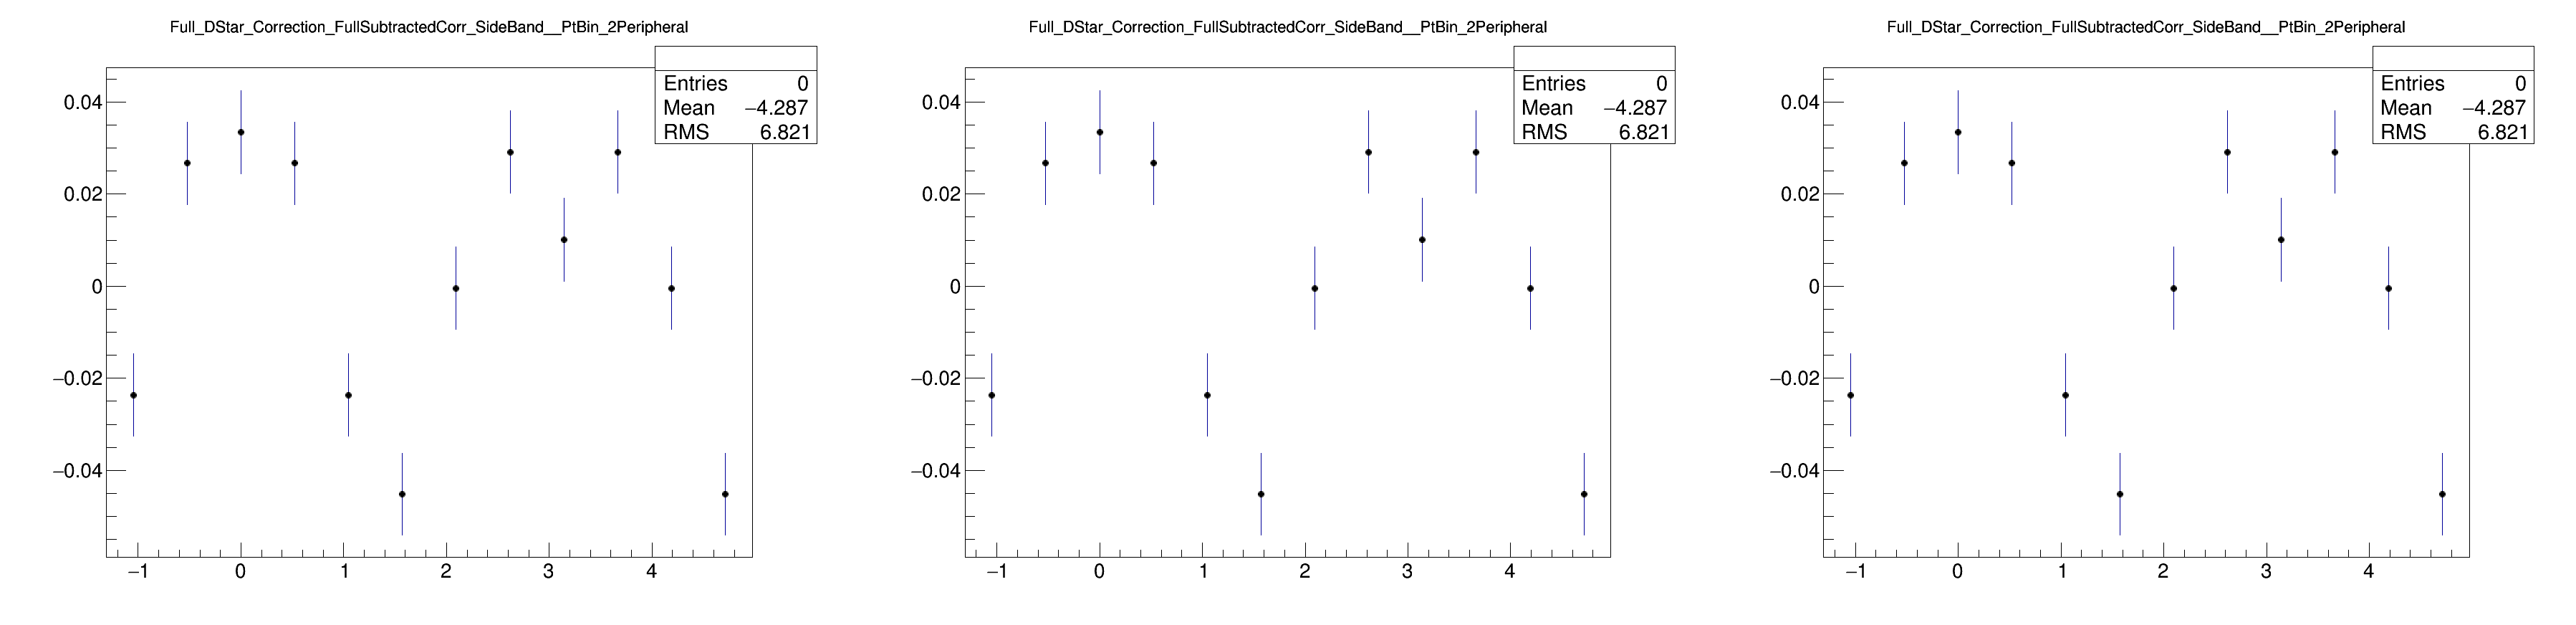 Full_DStar_Correction_FullSubtractedCorr_SideBand__PtBin_2Peripheral
Entries 0
Mean −4.287
RMS 6.821
0.04
0.02
0
−0.02
−0.04
−1 0 1 2 3 4
Full_DStar_Correction_FullSubtractedCorr_SideBand__PtBin_2Peripheral
Entries 0
Mean −4.287
RMS 6.821
0.04
0.02
0
−0.02
−0.04
−1 0 1 2 3 4
Full_DStar_Correction_FullSubtractedCorr_SideBand__PtBin_2Peripheral
Entries 0
Mean −4.287
RMS 6.821
0.04
0.02
0
−0.02
−0.04
−1 0 1 2 3 4